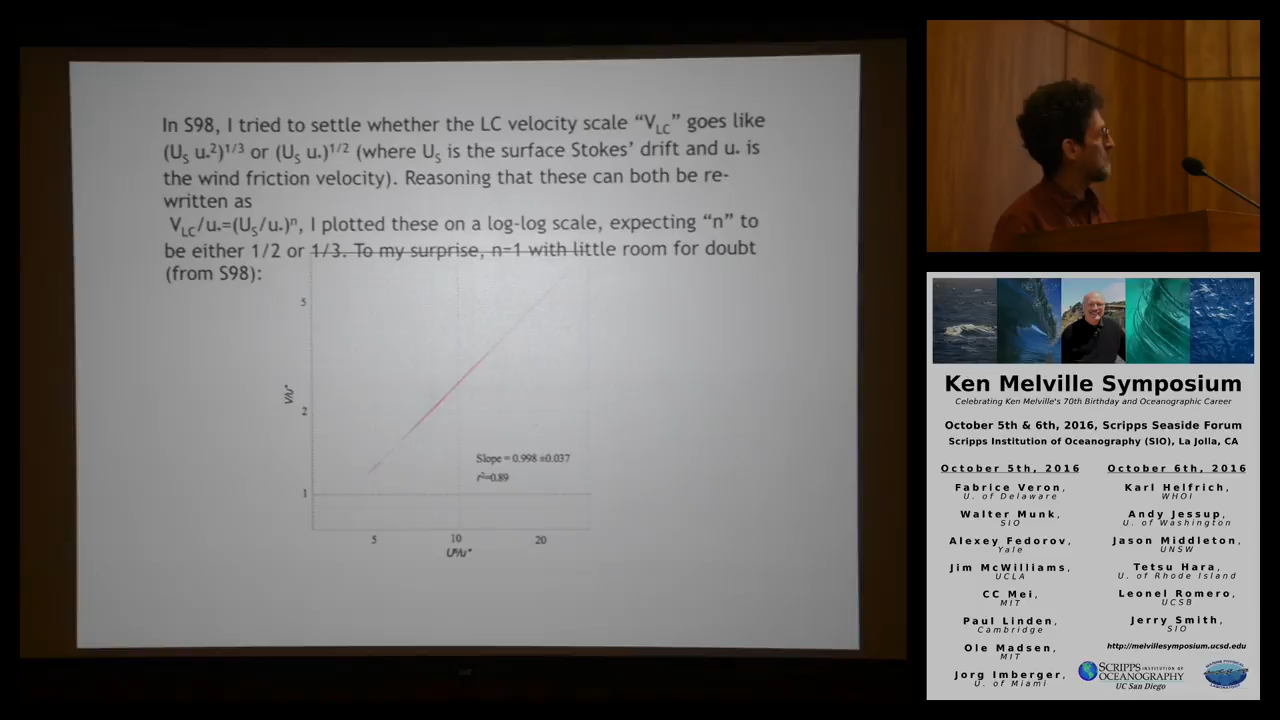 In S98, I tried to settle whether the LC velocity scale “V_LC” goes like
(U_S u*²)^1/3 or (U_S u*)^1/2 (where U_S is the surface Stokes’ drift and u* is
the wind friction velocity). Reasoning that these can both be re-
written as
V_LC/u*=(U_S/u*)^n, I plotted these on a log-log scale, expecting “n” to
be either 1/2 or 1/3. To my surprise, n=1 with little room for doubt
(from S98):
5
2
1
V/u*
Slope = 0.998 ±0.037
r²=0.89
5 10 20
Ken Melville Symposium
Celebrating Ken Melville's 70th Birthday and Oceanographic Career
October 5th & 6th, 2016, Scripps Seaside Forum
Scripps Institution of Oceanography (SIO), La Jolla, CA
October 5th, 2016
Fabrice Veron,
U. of Delaware
Walter Munk,
SIO
Alexey Fedorov,
Yale
Jim McWilliams,
UCLA
CC Mei,
MIT
Paul Linden,
Cambridge
Ole Madsen,
MIT
Jorg Imberger,
U. of Miami
October 6th, 2016
Karl Helfrich,
WHOI
Andy Jessup,
U. of Washington
Jason Middleton,
UNSW
Tetsu Hara,
U. of Rhode Island
Leonel Romero,
UCSB
Jerry Smith,
SIO
http://melvillesymposium.ucsd.edu
SCRIPPS INSTITUTION OF
OCEANOGRAPHY
UC San Diego